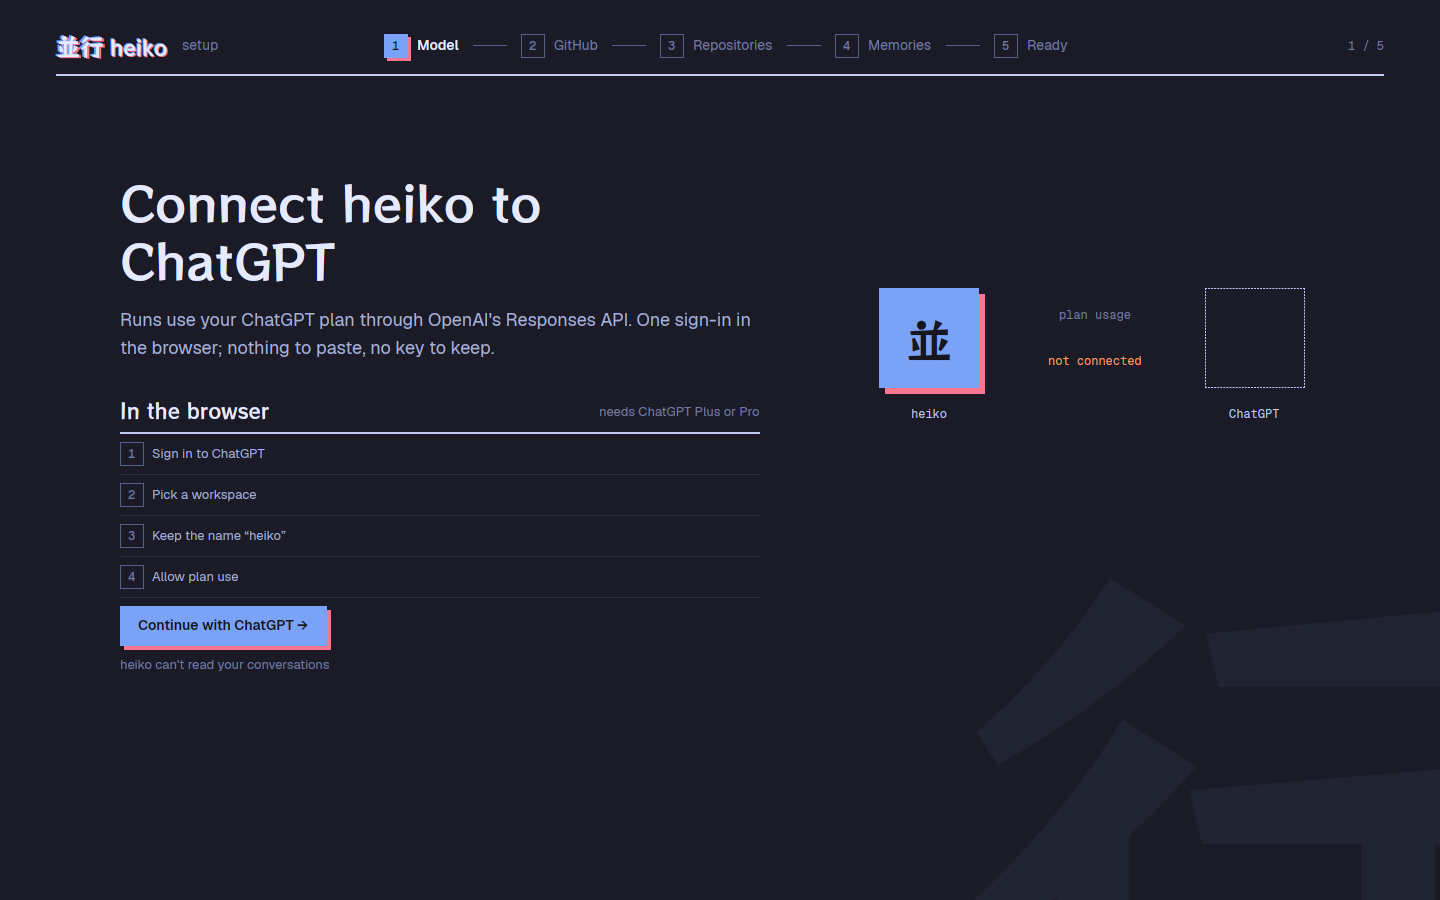 並行 heiko setup
1 Model 2 GitHub 3 Repositories 4 Memories 5 Ready
1 / 5
Connect heiko to
ChatGPT
Runs use your ChatGPT plan through OpenAI's Responses API. One sign-in in
the browser; nothing to paste, no key to keep.
In the browser
needs ChatGPT Plus or Pro
1 Sign in to ChatGPT
2 Pick a workspace
3 Keep the name “heiko”
4 Allow plan use
Continue with ChatGPT →
heiko can't read your conversations
並
heiko
plan usage
not connected
ChatGPT
行